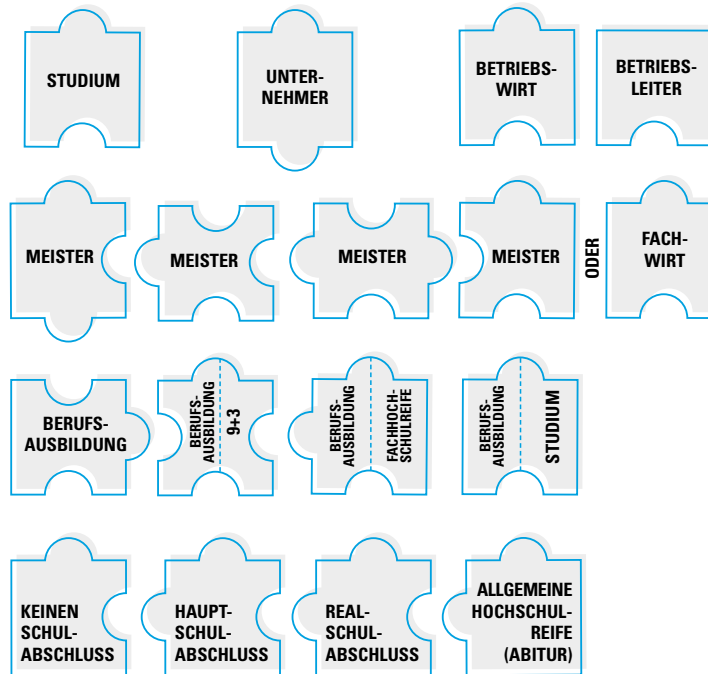 STUDIUM
UNTER-
NEHMER
BETRIEBS-
WIRT
BETRIEBS-
LEITER
MEISTER
MEISTER
MEISTER
MEISTER
ODER
FACH-
WIRT
BERUFS-
AUSBILDUNG
BERUFS-
AUSBILDUNG
9+3
BERUFS-
AUSBILDUNG
FACHHOCH-
SCHULREIFE
BERUFS-
AUSBILDUNG
STUDIUM
KEINEN
SCHUL-
ABSCHLUSS
HAUPT-
SCHUL-
ABSCHLUSS
REAL-
SCHUL-
ABSCHLUSS
ALLGEMEINE
HOCHSCHUL-
REIFE
(ABITUR)